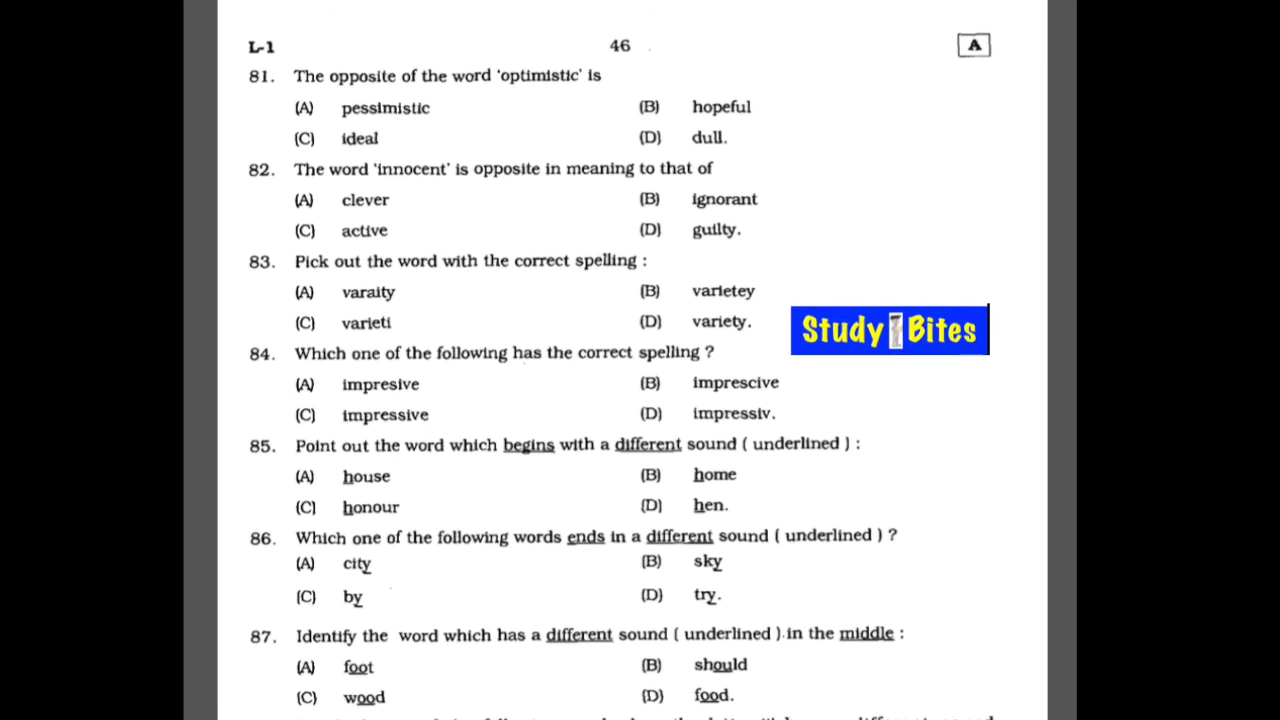 L-1 46 A
81. The opposite of the word 'optimistic' is
(A) pessimistic (B) hopeful
(C) ideal (D) dull.
82. The word 'innocent' is opposite in meaning to that of
(A) clever (B) ignorant
(C) active (D) guilty.
83. Pick out the word with the correct spelling :
(A) varaity (B) varietey
(C) varieti (D) variety.
Study Bites
84. Which one of the following has the correct spelling ?
(A) impresive (B) imprescive
(C) impressive (D) impressiv.
85. Point out the word which begins with a different sound ( underlined ) :
(A) house (B) home
(C) honour (D) hen.
86. Which one of the following words ends in a different sound ( underlined ) ?
(A) city (B) sky
(C) by (D) try.
87. Identify the word which has a different sound ( underlined ) in the middle :
(A) foot (B) should
(C) wood (D) food.